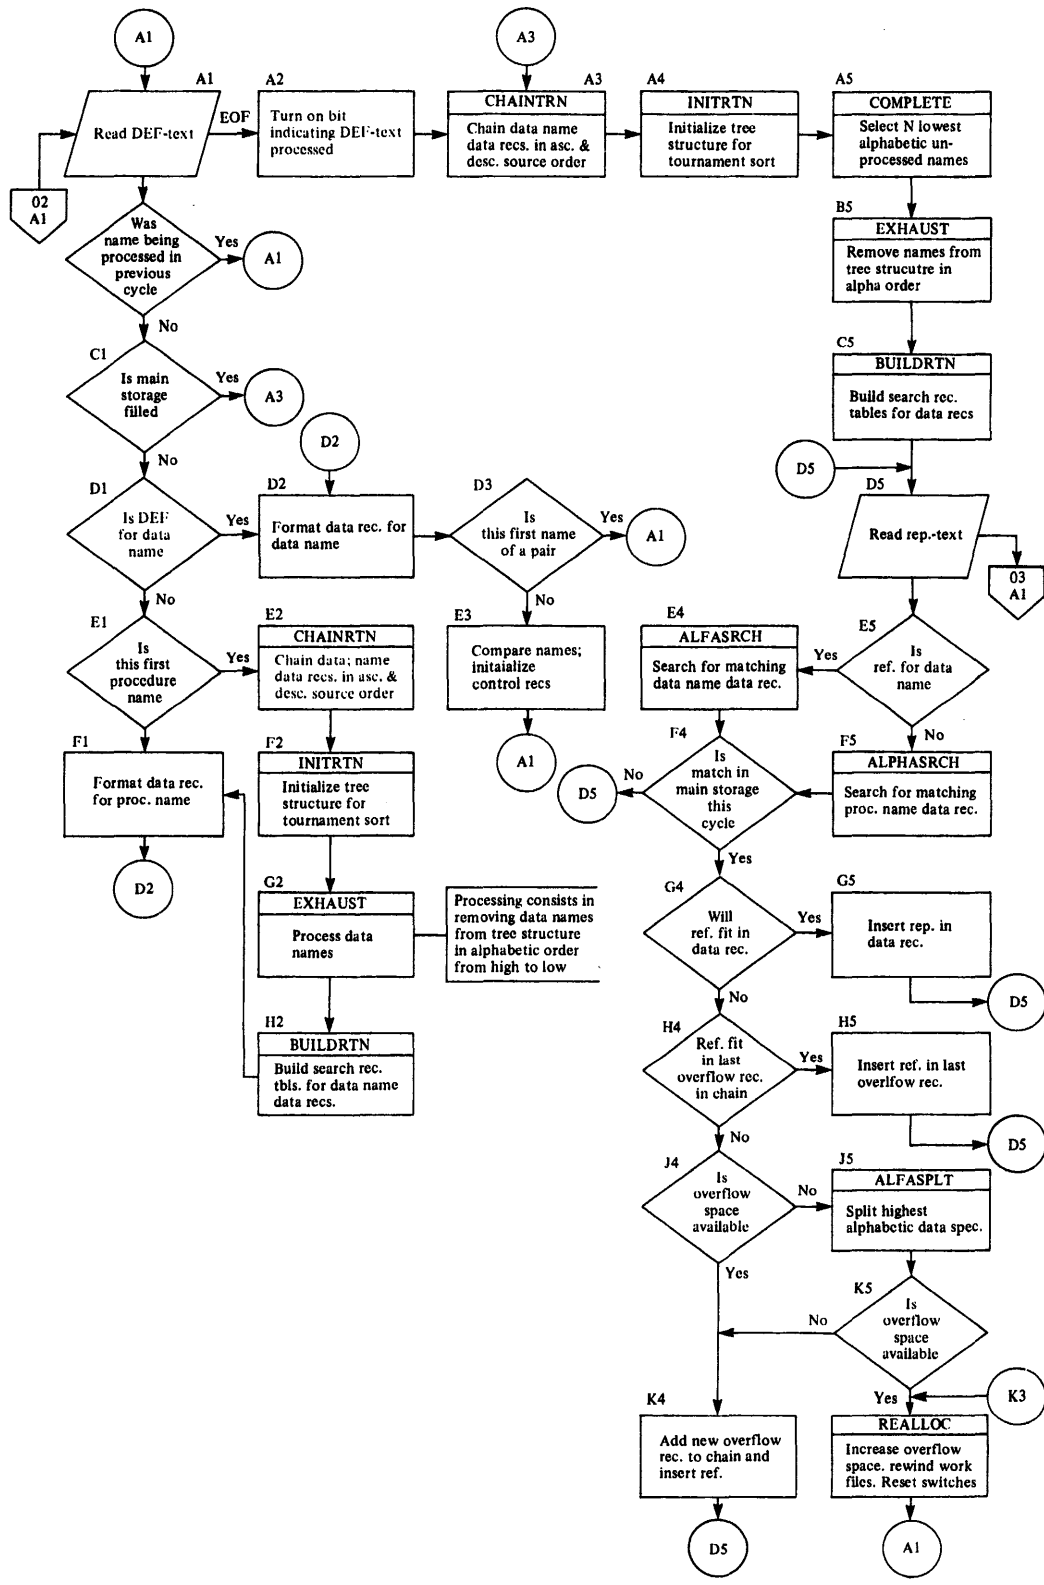 A1
A3
A1
A2
A3
A4
A5
Read DEF-text
EOF
Turn on bit
indicating DEF-text
processed
CHAINTRN
Chain data name
data recs. in asc. &
desc. source order
INITRTN
Initialize tree
structure for
tournament sort
COMPLETE
Select N lowest
alphabetic un-
processed names
02
A1
Was
name being
processed in
previous
cycle
Yes
A1
No
B5
EXHAUST
Remove names from
tree strucutre in
alpha order
C1
Is main
storage
filled
Yes
A3
No
C5
BUILDRTN
Build search rec.
tables for data recs
D2
D5
D1
Is DEF
for data
name
Yes
No
D2
Format data rec. for
data name
D3
Is
this first name
of a pair
Yes
A1
No
D5
Read rep.-text
03
A1
E1
Is
this first
procedure
name
Yes
E2
CHAINRTN
Chain data; name
data recs. in asc. &
desc. source order
E3
Compare names;
initaialize
control recs
A1
E4
ALFASRCH
Search for matching
data name data rec.
Yes
E5
Is
ref. for data
name
No
F1
Format data rec.
for proc. name
D2
F2
INITRTN
Initialize tree
structure for
tournament sort
F4
Is
match in
main storage
this
cycle
No
D5
Yes
F5
ALPHASRCH
Search for matching
proc. name data rec.
G2
EXHAUST
Process data
names
Processing consists in
removing data names
from tree structure
in alphabetic order
from high to low
G4
Will
ref. fit in
data rec.
Yes
No
G5
Insert rep. in
data rec.
D5
H2
BUILDRTN
Build search rec.
tbls. for data name
data recs.
H4
Ref. fit
in last
overflow rec.
in chain
Yes
No
H5
Insert ref. in last
overlfow rec.
D5
J4
Is
overflow
space
available
No
Yes
J5
ALFASPLT
Split highest
alphabetic data spec.
K5
Is
overflow
space
available
No
Yes
K3
K4
Add new overflow
rec. to chain and
insert ref.
D5
REALLOC
Increase overflow
space. rewind work
files. Reset switches
A1